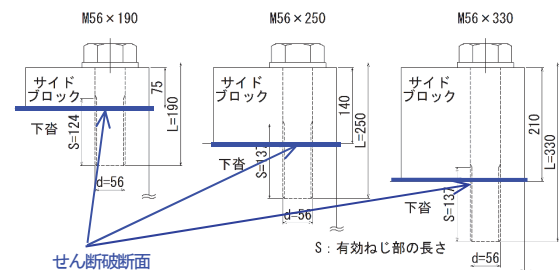 M56×190
M56×250
M56×330
サイド
ブロック
75
L=190
下沓
S=124
d=56
サイド
ブロック
140
L=250
下沓
S=137
d=56
サイド
ブロック
210
L=330
下沓
S=137
d=56
S：有効ねじ部の長さ
せん断破断面